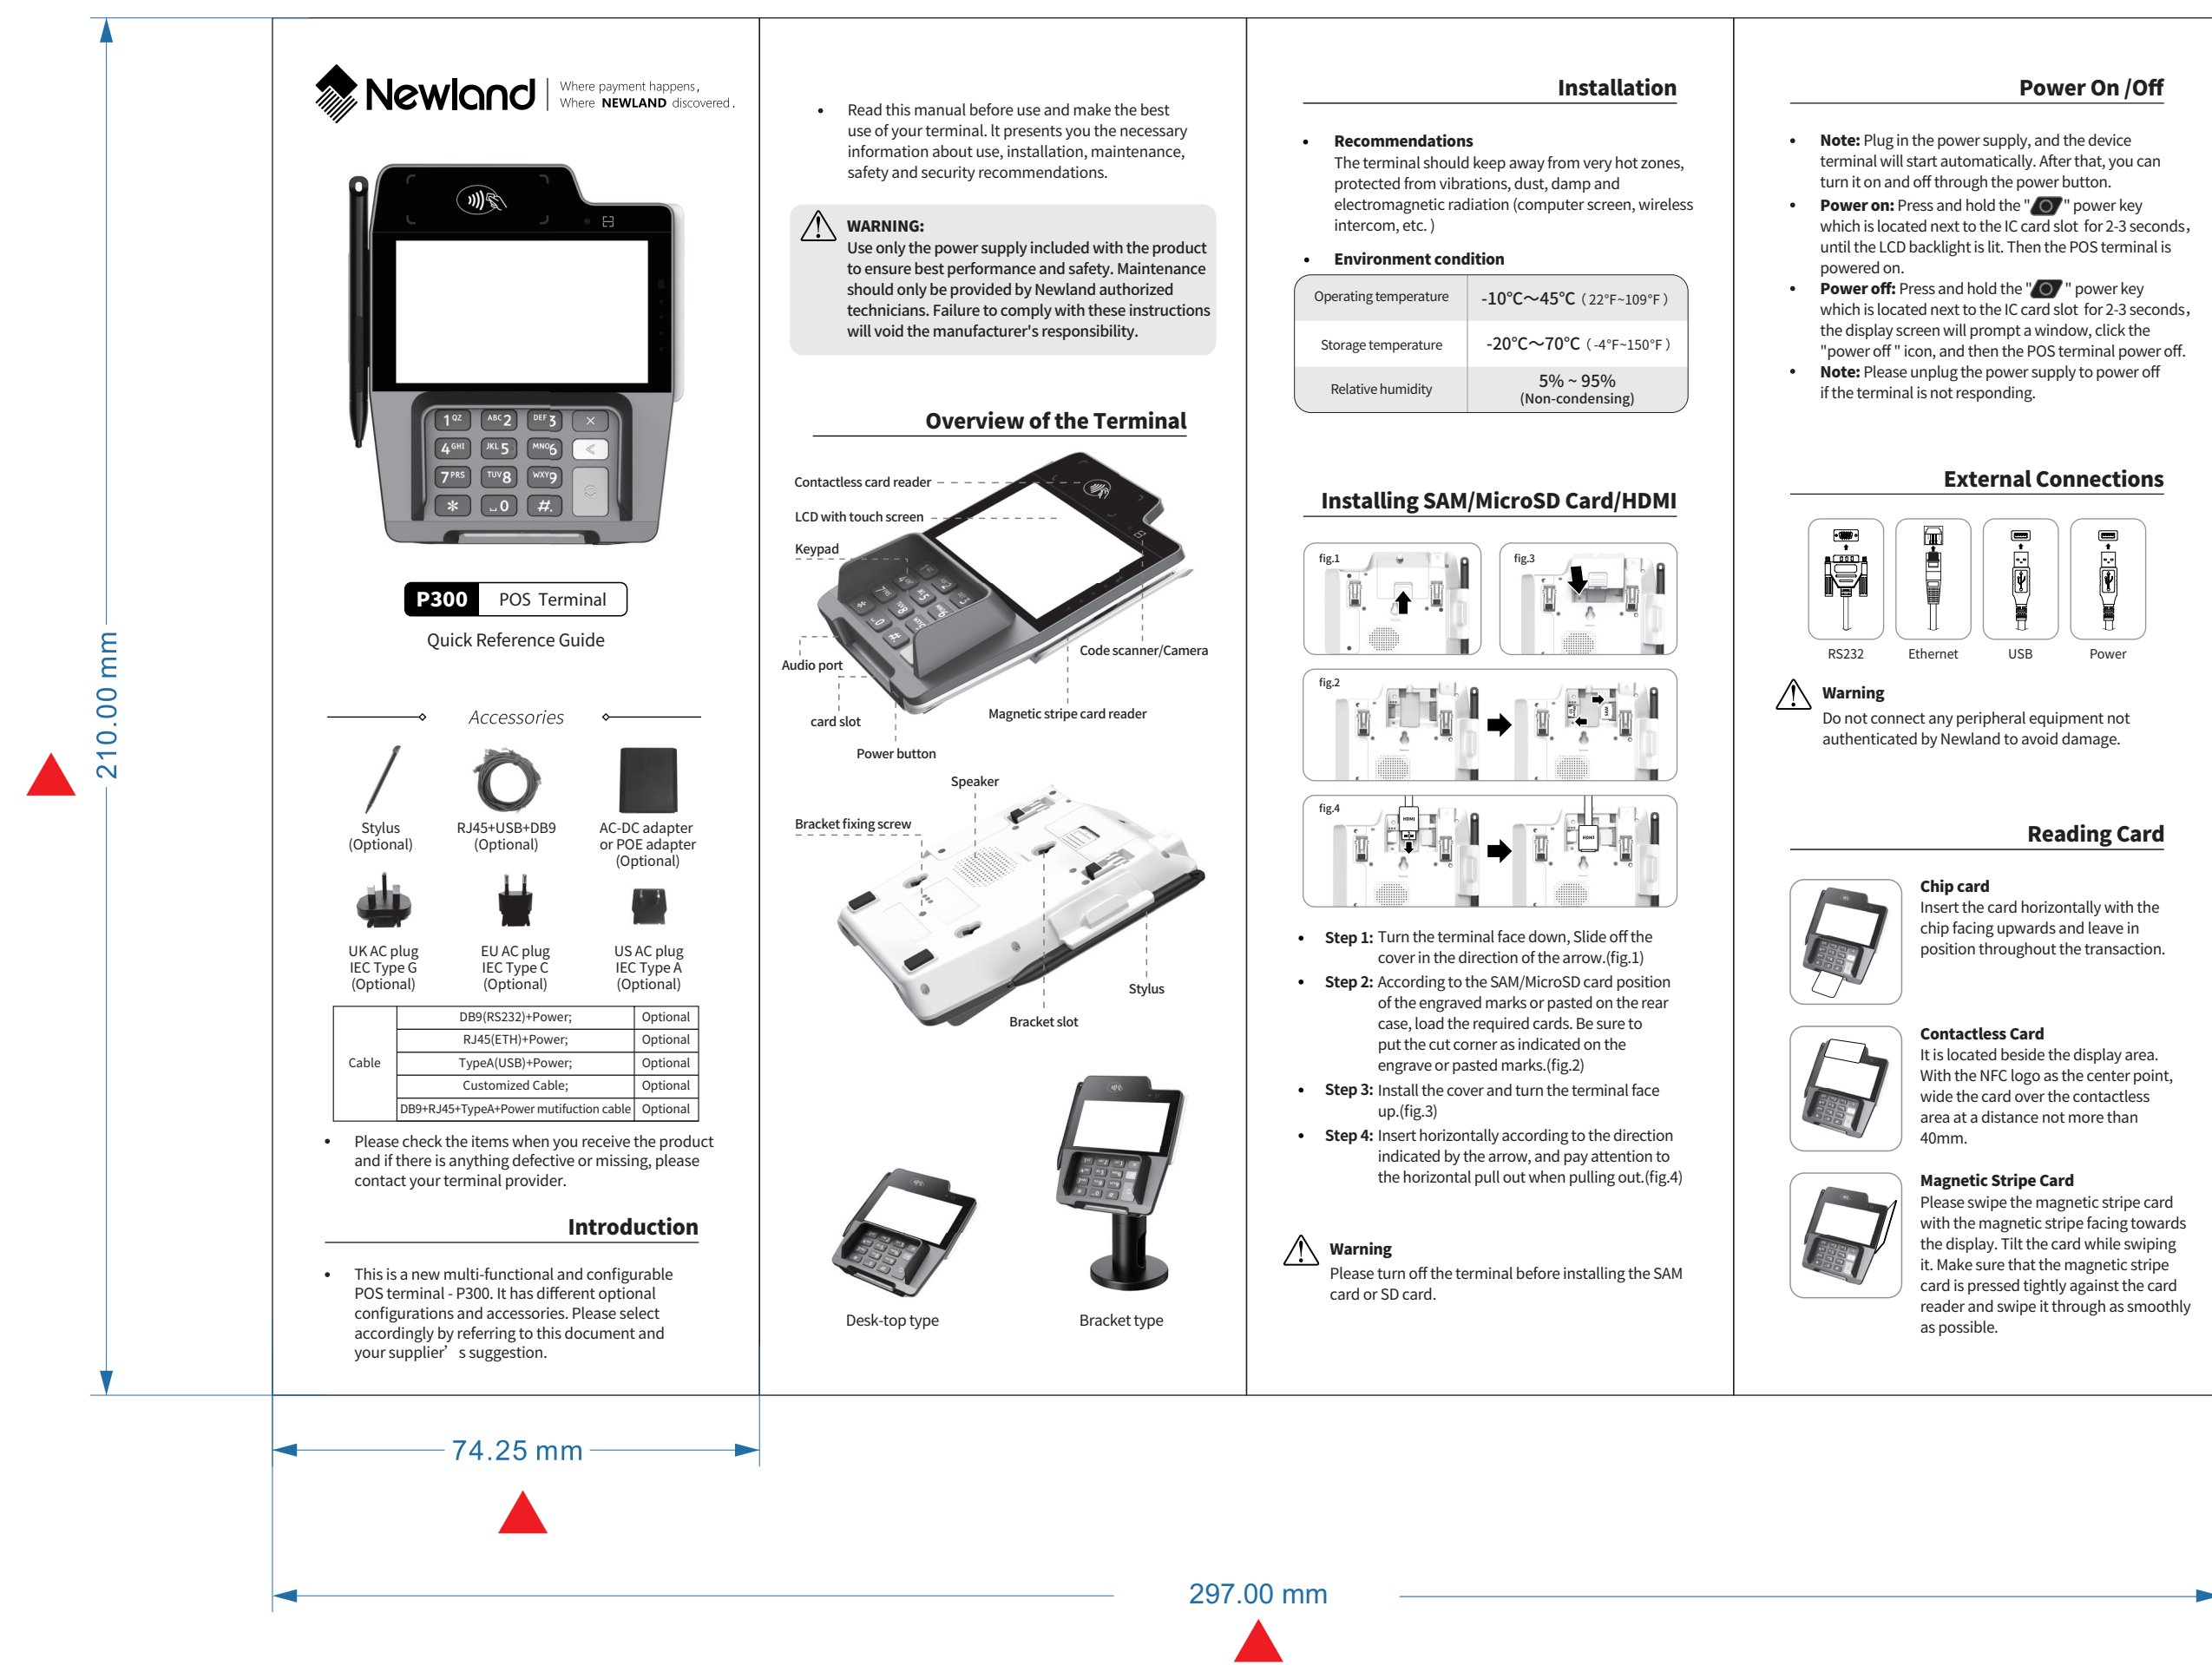 Newland
Where payment happens,
Where NEWLAND discovered.
1 QZ
ABC 2
DEF 3
4 GHI
JKL 5
MNO 6
7 PRS
TUV 8
WXY 9
*
0
#.
P300 POS Terminal
Quick Reference Guide
Accessories
Stylus
(Optional)
RJ45+USB+DB9
(Optional)
AC-DC adapter
or POE adapter
(Optional)
UK AC plug
IEC Type G
(Optional)
EU AC plug
IEC Type C
(Optional)
US AC plug
IEC Type A
(Optional)
Cable
DB9(RS232)+Power; Optional
RJ45(ETH)+Power; Optional
TypeA(USB)+Power; Optional
Customized Cable; Optional
DB9+RJ45+TypeA+Power mutifuction cable Optional
• Please check the items when you receive the product
and if there is anything defective or missing, please
contact your terminal provider.
Introduction
• This is a new multi-functional and configurable
POS terminal - P300. It has different optional
configurations and accessories. Please select
accordingly by referring to this document and
your supplier’ s suggestion.
• Read this manual before use and make the best
use of your terminal. It presents you the necessary
information about use, installation, maintenance,
safety and security recommendations.
WARNING:
Use only the power supply included with the product
to ensure best performance and safety. Maintenance
should only be provided by Newland authorized
technicians. Failure to comply with these instructions
will void the manufacturer's responsibility.
Overview of the Terminal
Contactless card reader
LCD with touch screen
Keypad
Audio port
card slot
Power button
Code scanner/Camera
Magnetic stripe card reader
Speaker
Bracket fixing screw
Stylus
Bracket slot
Desk-top type
Bracket type
Installation
• Recommendations
The terminal should keep away from very hot zones,
protected from vibrations, dust, damp and
electromagnetic radiation (computer screen, wireless
intercom, etc. )
• Environment condition
Operating temperature -10°C～45°C ( 22°F~109°F )
Storage temperature -20°C～70°C ( -4°F~150°F )
Relative humidity 5% ~ 95%
(Non-condensing)
Installing SAM/MicroSD Card/HDMI
fig.1
fig.3
fig.2
fig.4
HDMI
HDMI
• Step 1: Turn the terminal face down, Slide off the
cover in the direction of the arrow.(fig.1)
• Step 2: According to the SAM/MicroSD card position
of the engraved marks or pasted on the rear
case, load the required cards. Be sure to
put the cut corner as indicated on the
engrave or pasted marks.(fig.2)
• Step 3: Install the cover and turn the terminal face
up.(fig.3)
• Step 4: Insert horizontally according to the direction
indicated by the arrow, and pay attention to
the horizontal pull out when pulling out.(fig.4)
Warning
Please turn off the terminal before installing the SAM
card or SD card.
Power On /Off
• Note: Plug in the power supply, and the device
terminal will start automatically. After that, you can
turn it on and off through the power button.
• Power on: Press and hold the " " power key
which is located next to the IC card slot for 2-3 seconds,
until the LCD backlight is lit. Then the POS terminal is
powered on.
• Power off: Press and hold the " " power key
which is located next to the IC card slot for 2-3 seconds,
the display screen will prompt a window, click the
"power off " icon, and then the POS terminal power off.
• Note: Please unplug the power supply to power off
if the terminal is not responding.
External Connections
RS232
Ethernet
USB
Power
Warning
Do not connect any peripheral equipment not
authenticated by Newland to avoid damage.
Reading Card
Chip card
Insert the card horizontally with the
chip facing upwards and leave in
position throughout the transaction.
Contactless Card
It is located beside the display area.
With the NFC logo as the center point,
wide the card over the contactless
area at a distance not more than
40mm.
Magnetic Stripe Card
Please swipe the magnetic stripe card
with the magnetic stripe facing towards
the display. Tilt the card while swiping
it. Make sure that the magnetic stripe
card is pressed tightly against the card
reader and swipe it through as smoothly
as possible.
210.00 mm
74.25 mm
297.00 mm